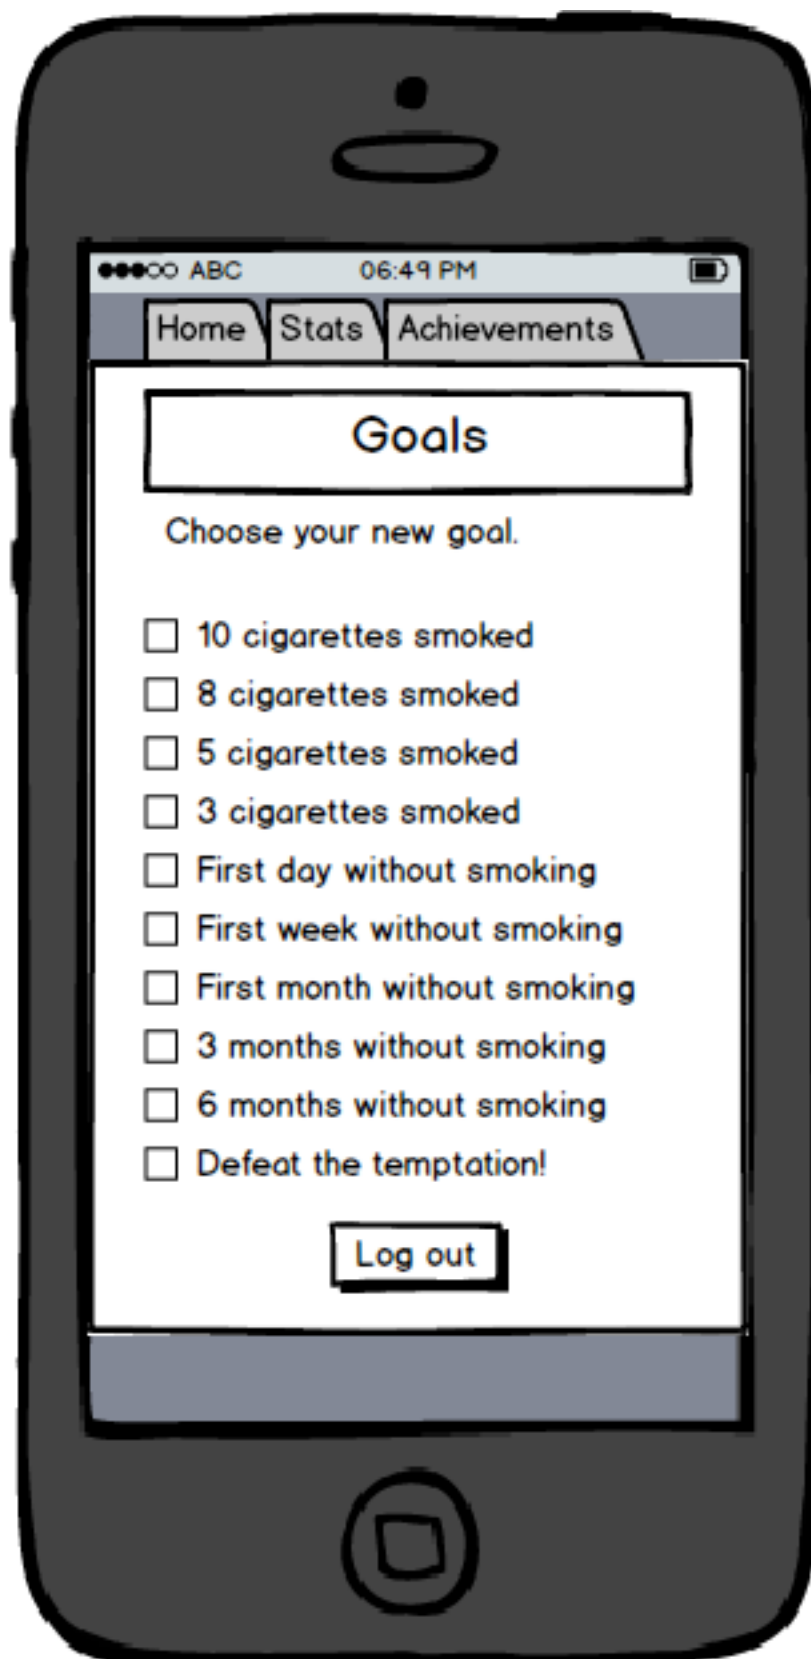 ABC 06:49 PM
Home Stats Achievements
Goals
Choose your new goal.
10 cigarettes smoked
8 cigarettes smoked
5 cigarettes smoked
3 cigarettes smoked
First day without smoking
First week without smoking
First month without smoking
3 months without smoking
6 months without smoking
Defeat the temptation!
Log out